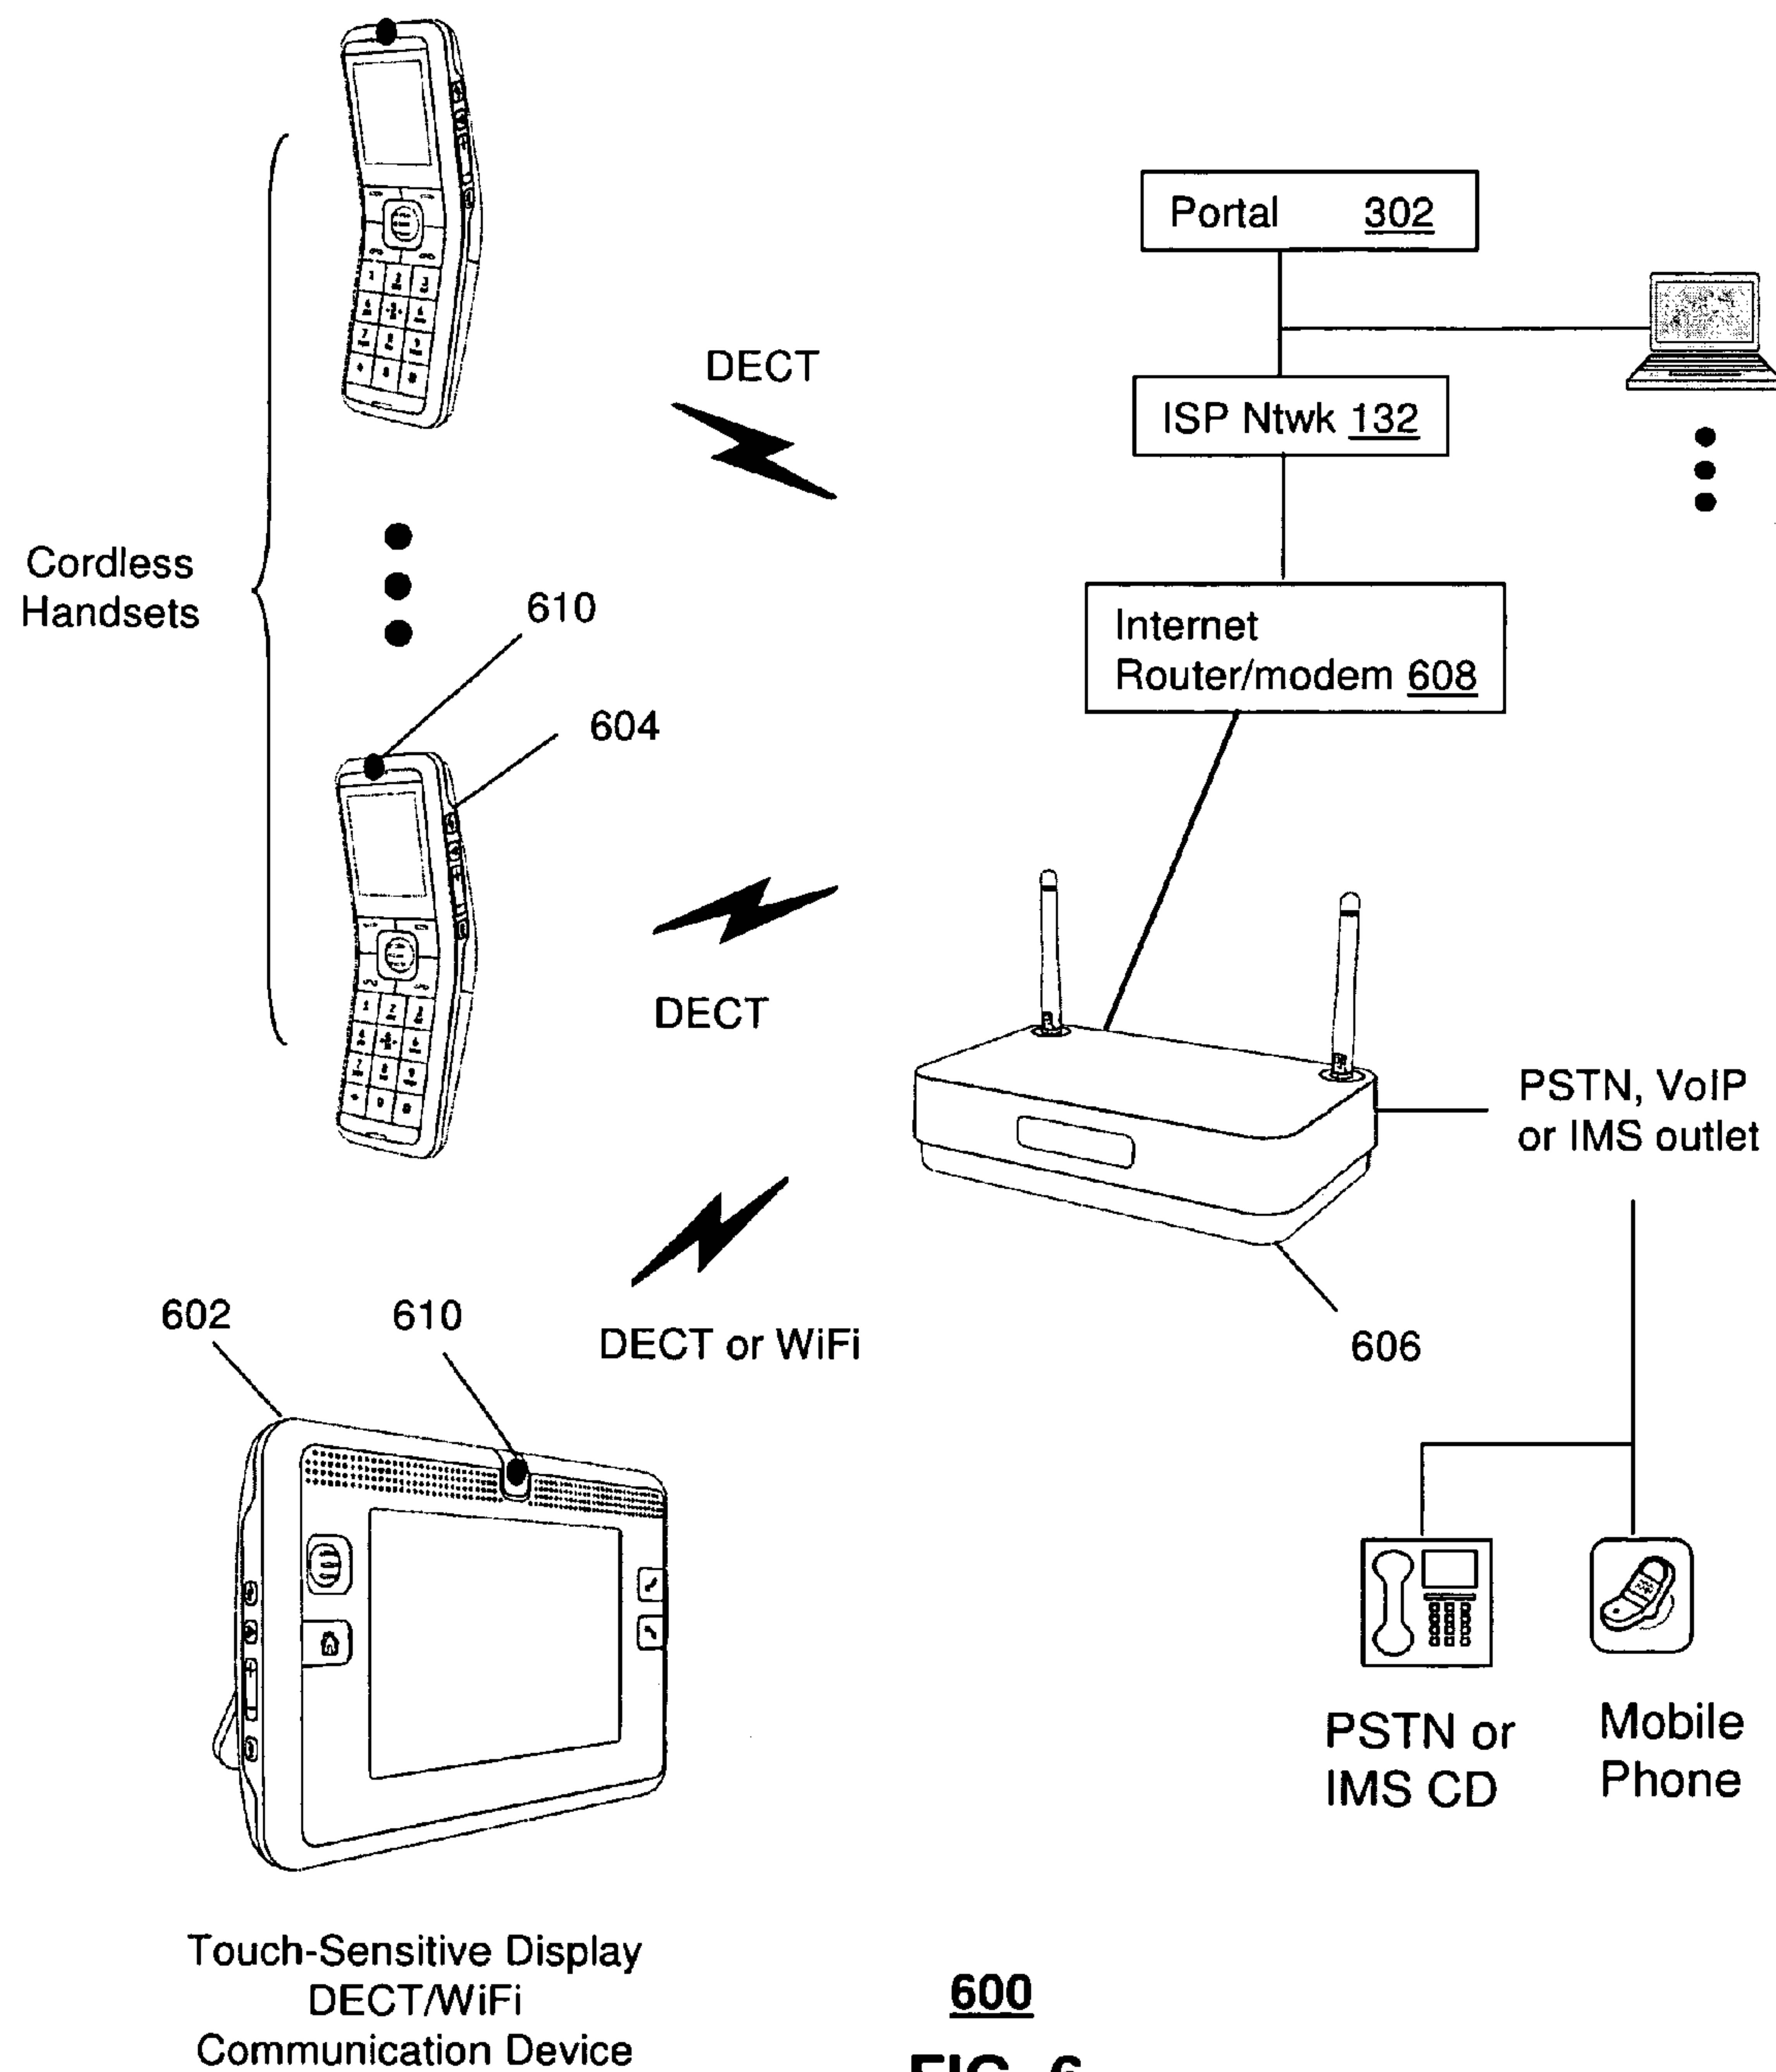 Portal 302
DECT
ISP Ntwk 132
Cordless
Handsets
610
Internet
Router/modem 608
604
DECT
PSTN, VoIP
or IMS outlet
602
610
DECT or WiFi
606
PSTN or
IMS CD
Mobile
Phone
Touch-Sensitive Display
DECT/WiFi
Communication Device
600
FIG. 6